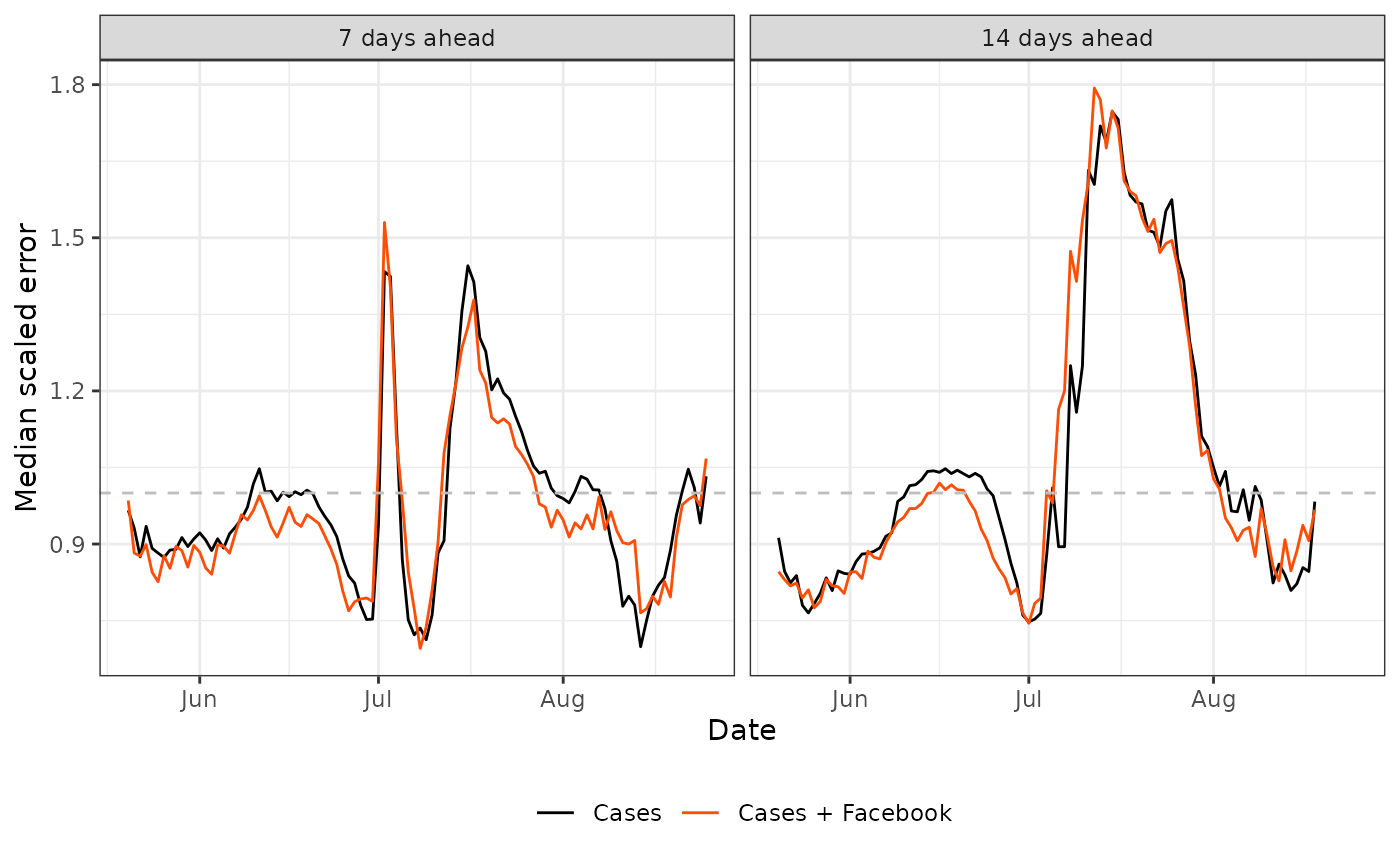 7 days ahead
14 days ahead
1.8
1.5
1.2
0.9
Median scaled error
Jun
Jul
Aug
Jun
Jul
Aug
Date
Cases
Cases + Facebook